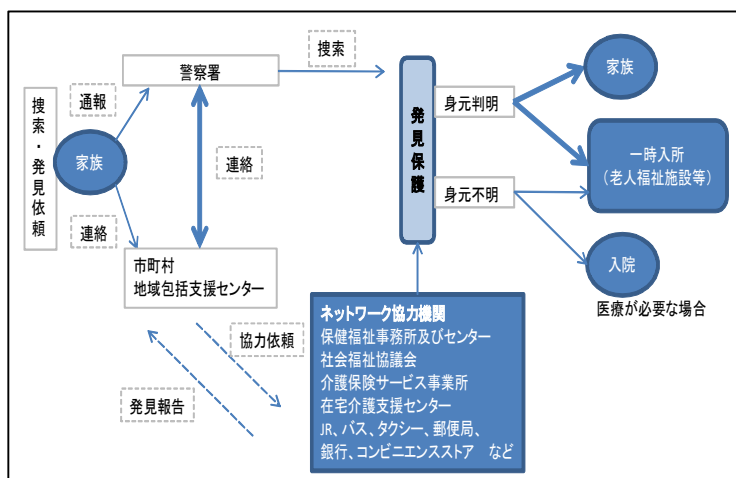 捜索・発見依頼
家族
通報
連絡
警察署
連絡
市町村
地域包括支援センター
協力依頼
発見報告
捜索
発見保護
身元判明
身元不明
家族
一時入所
（老人福祉施設等）
入院
医療が必要な場合
ネットワーク協力機関
保健福祉事務所及びセンター
社会福祉協議会
介護保険サービス事業所
在宅介護支援センター
JR、バス、タクシー、郵便局、
銀行、コンビニエンスストア　など